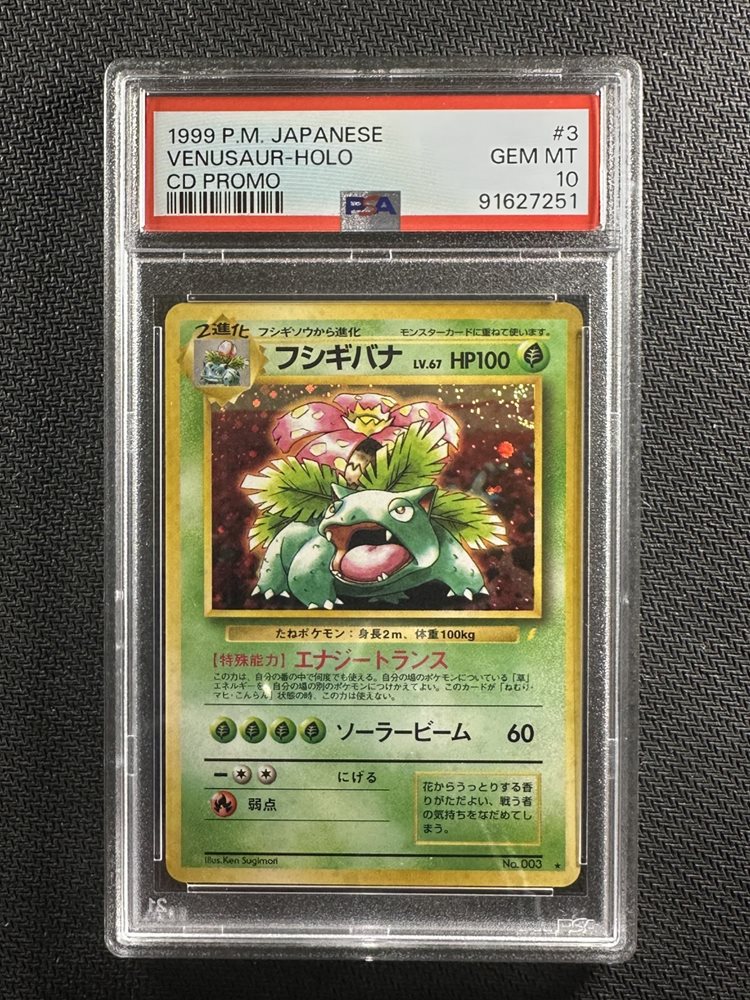 1999 P.M. JAPANESE #3
VENUSAUR-HOLO GEM MT
CD PROMO 10
91627251
PSA
2進化 フシギソウから進化 モンスターカードに重ねて使います。
フシギバナ LV.67 HP100
たねポケモン:身長2m、体重100kg
【特殊能力】エナジートランス
この力は、自分の番の中で何度でも使える。自分の場のポケモンについている「草」
エネルギーを、自分の場の別のポケモンにつけかえてよい。このカードが「ねむり・
マヒ・こんらん」状態の時、この力は使えない。
ソーラービーム 60
にげる
弱点
花からうっとりする香
りがただよい、戦う者
の気持ちをなだめてし
まう。
Illus.Ken Sugimori No.003 ★